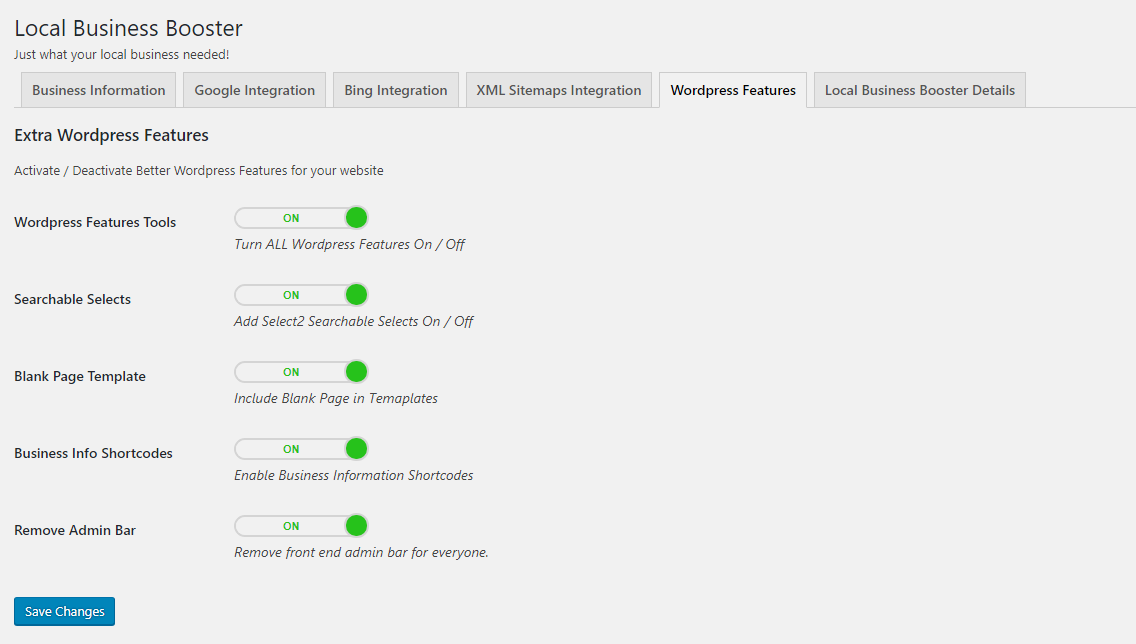 Local Business Booster
Just what your local business needed!
Business Information Google Integration Bing Integration XML Sitemaps Integration Wordpress Features Local Business Booster Details
Extra Wordpress Features
Activate / Deactivate Better Wordpress Features for your website
Wordpress Features Tools ON
Turn ALL Wordpress Features On / Off
Searchable Selects ON
Add Select2 Searchable Selects On / Off
Blank Page Template ON
Include Blank Page in Temaplates
Business Info Shortcodes ON
Enable Business Information Shortcodes
Remove Admin Bar ON
Remove front end admin bar for everyone.
Save Changes